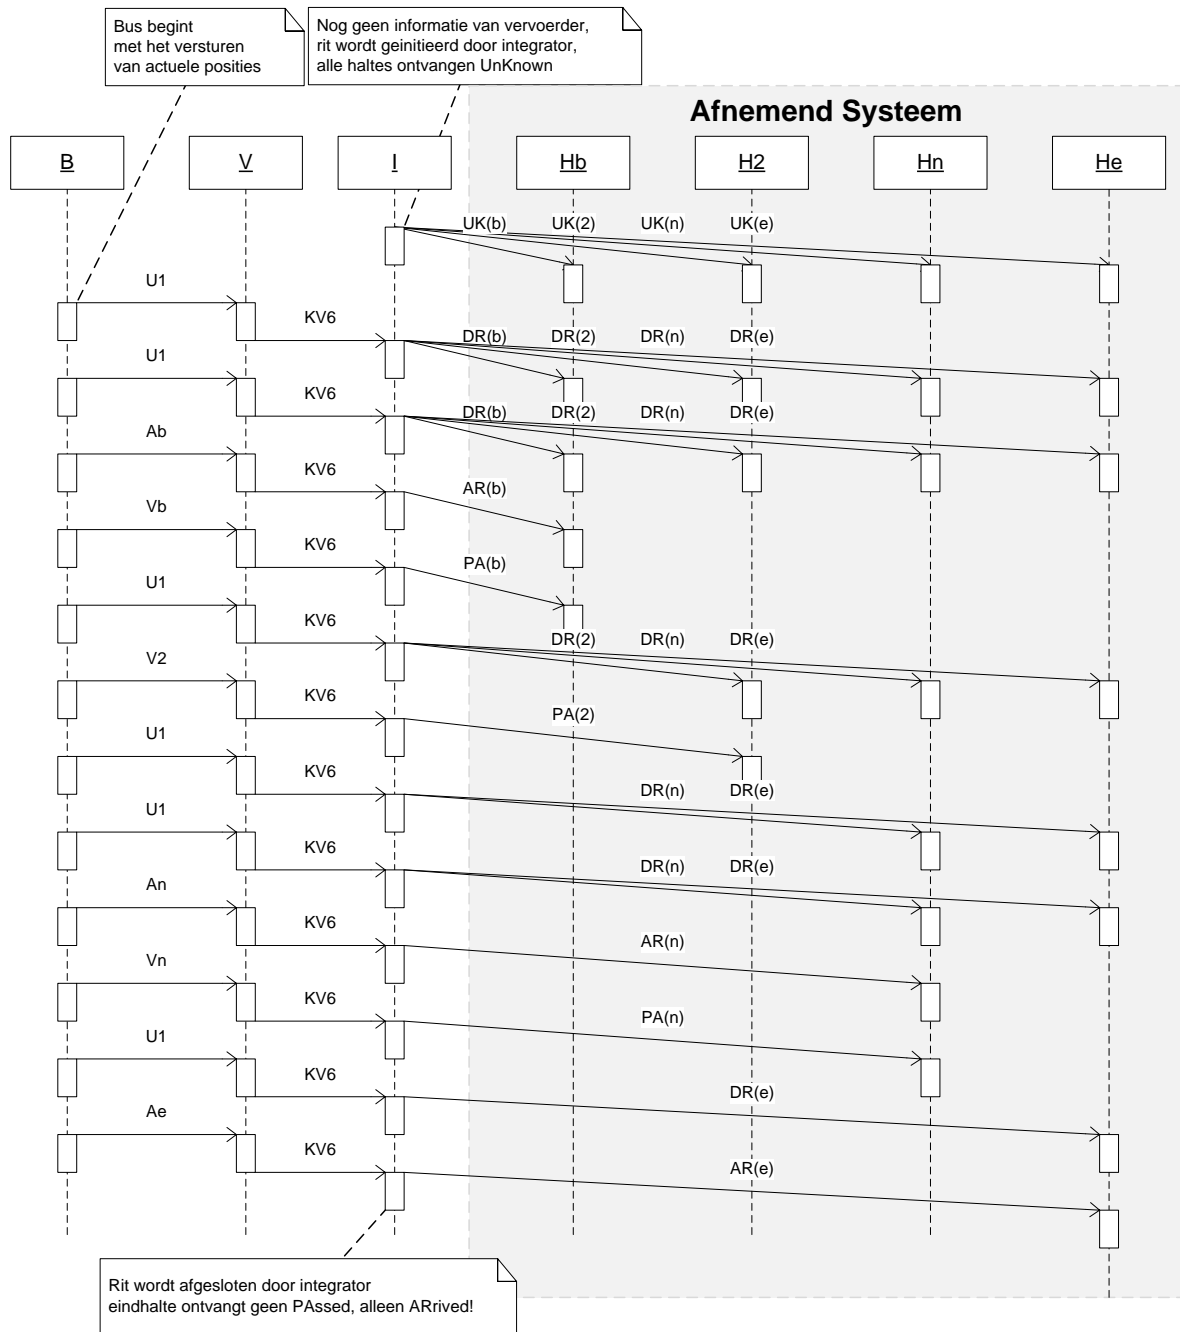 Bus begint
met het versturen
van actuele posities
Nog geen informatie van vervoerder,
rit wordt geinitieerd door integrator,
alle haltes ontvangen UnKnown
Afnemend Systeem
B V I Hb H2 Hn He
UK(b) UK(2) UK(n) UK(e)
U1
KV6
DR(b) DR(2) DR(n) DR(e)
U1
KV6
DR(b) DR(2) DR(n) DR(e)
Ab
KV6
AR(b)
Vb
KV6
PA(b)
U1
KV6
DR(2) DR(n) DR(e)
V2
KV6
PA(2)
U1
KV6
DR(n) DR(e)
U1
KV6
DR(n) DR(e)
An
KV6
AR(n)
Vn
KV6
PA(n)
U1
KV6
DR(e)
Ae
KV6
AR(e)
Rit wordt afgesloten door integrator
eindhalte ontvangt geen PAssed, alleen ARrived!